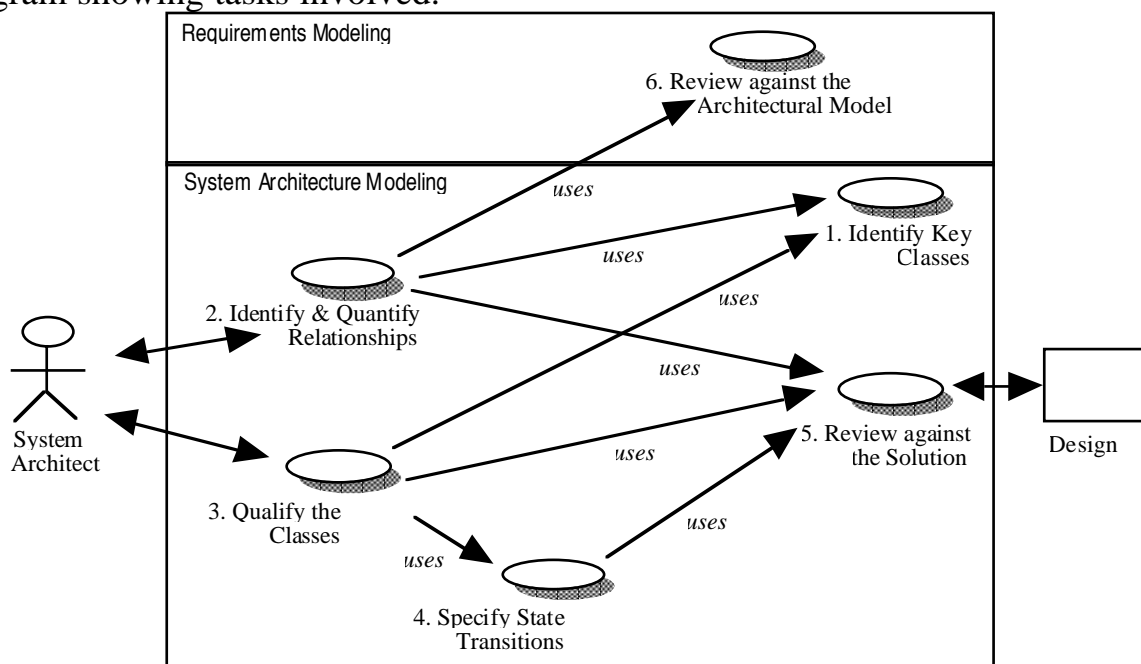 gram showing tasks involved.
Requirements Modeling
6. Review against the
Architectural Model
System Architecture Modeling
uses
1. Identify Key
Classes
uses
uses
2. Identify & Quantify
Relationships
uses
System
Architect
5. Review against
the Solution
Design
uses
3. Qualify the
Classes
uses
uses
4. Specify State
Transitions